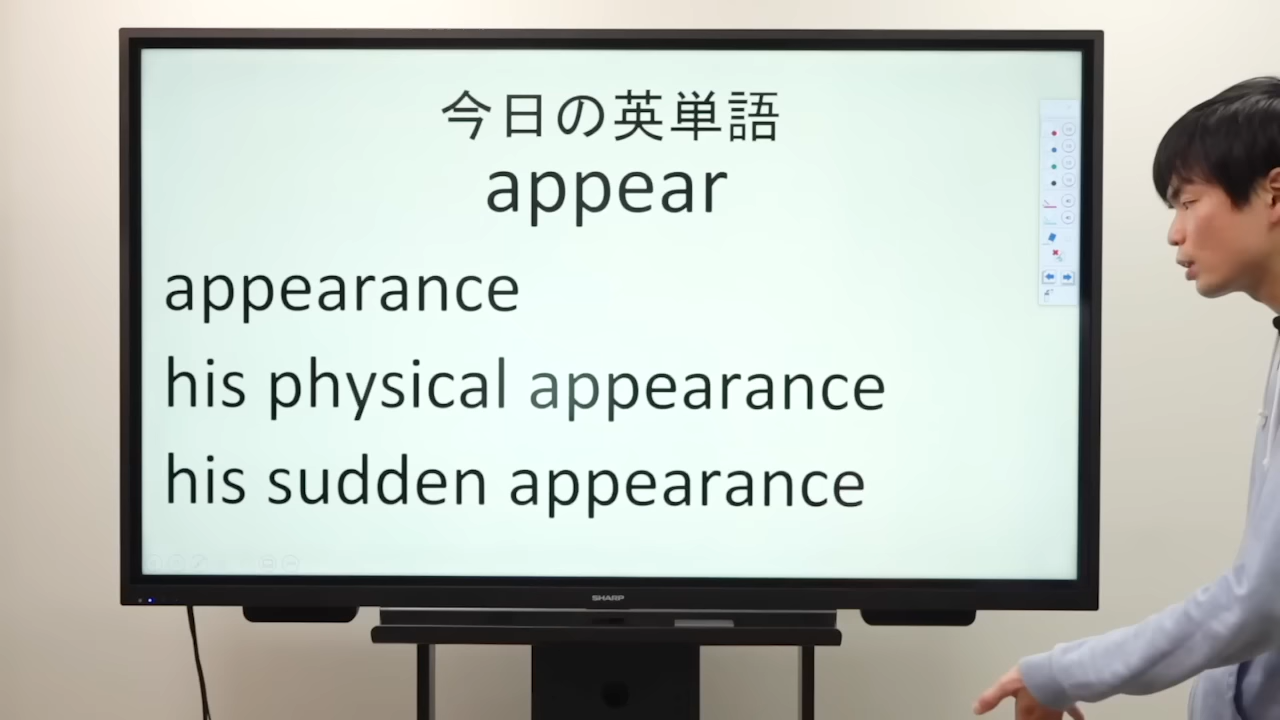 今日の英単語
appear
appearance
his physical appearance
his sudden appearance
SHARP